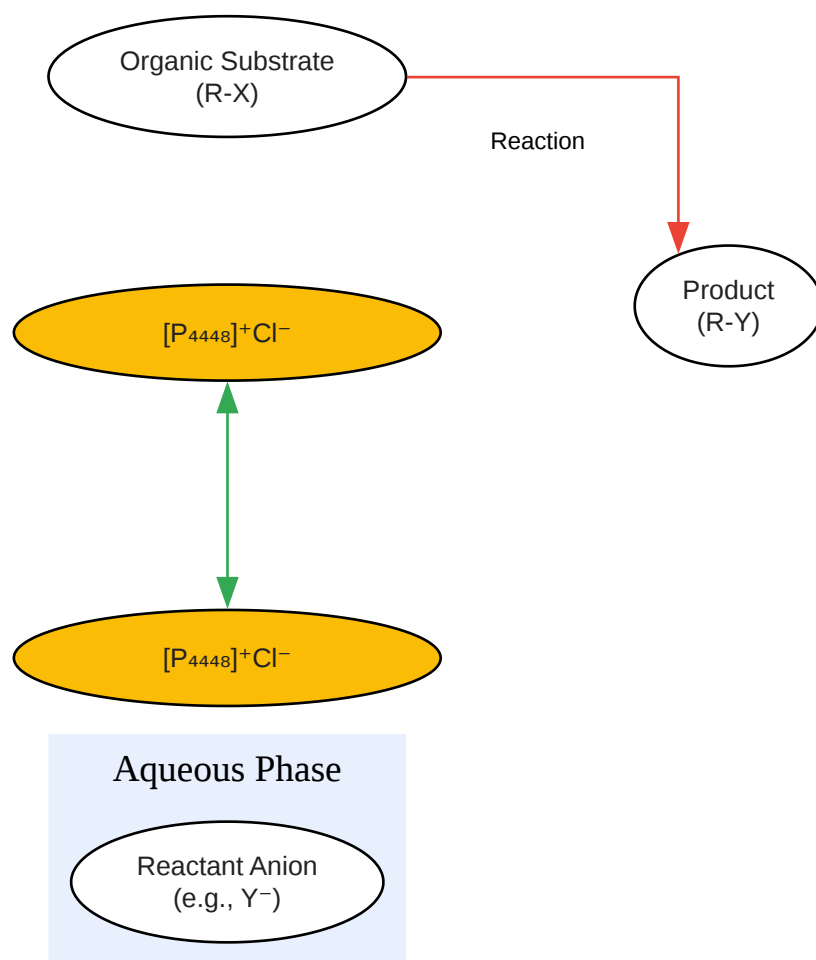 Organic Substrate
(R-X)
Reaction
Product
(R-Y)
[P₄₄₄₈]⁺Cl⁻
[P₄₄₄₈]⁺Cl⁻
Aqueous Phase
Reactant Anion
(e.g., Y⁻)